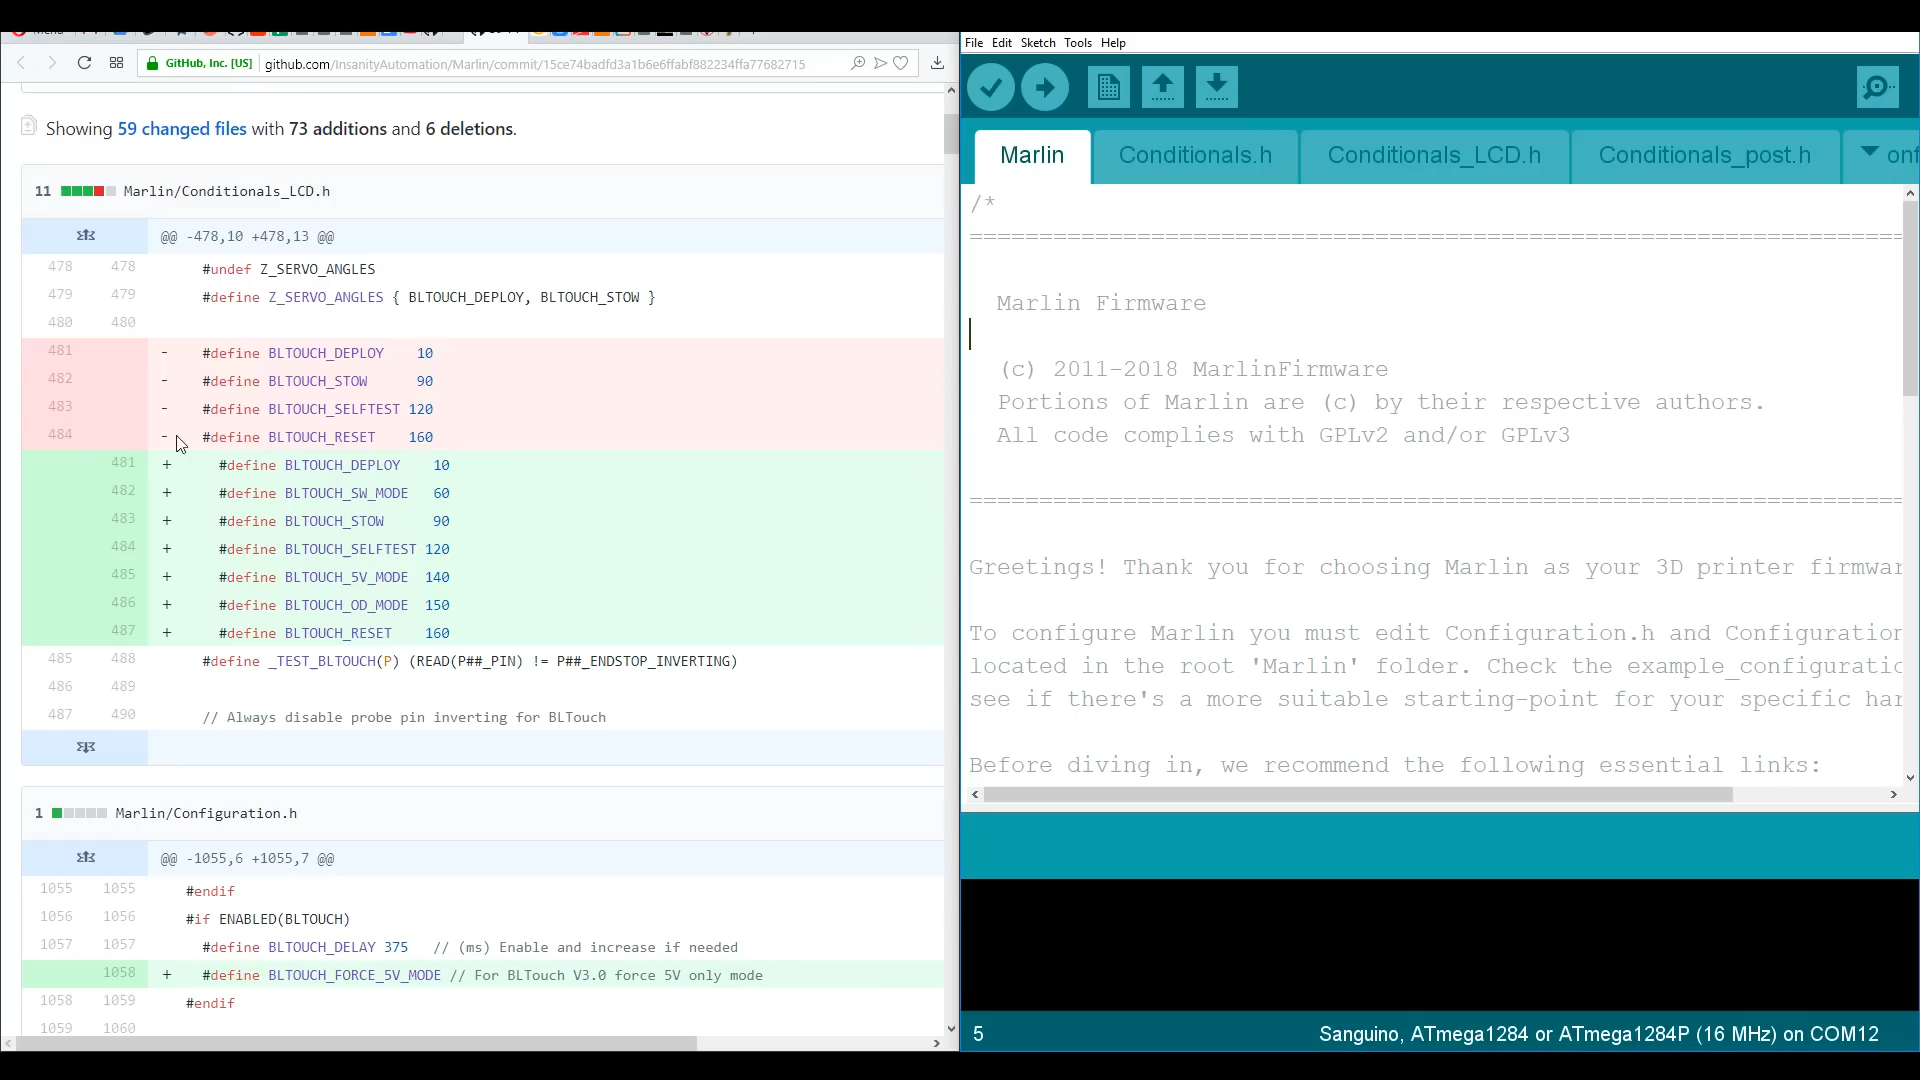 GitHub, Inc. [US]
github.com/InsanityAutomation/Marlin/commit/15ce74badfd3a1b6e6ffabf882234ffa77682715
Showing 59 changed files with 73 additions and 6 deletions.
11 Marlin/Conditionals_LCD.h
@@ -478,10 +478,13 @@
478 478 #undef Z_SERVO_ANGLES
479 479 #define Z_SERVO_ANGLES { BLTOUCH_DEPLOY, BLTOUCH_STOW }
480 480
481 - #define BLTOUCH_DEPLOY 10
482 - #define BLTOUCH_STOW 90
483 - #define BLTOUCH_SELFTEST 120
484 - #define BLTOUCH_RESET 160
481 + #define BLTOUCH_DEPLOY 10
482 + #define BLTOUCH_SW_MODE 60
483 + #define BLTOUCH_STOW 90
484 + #define BLTOUCH_SELFTEST 120
485 + #define BLTOUCH_5V_MODE 140
486 + #define BLTOUCH_OD_MODE 150
487 + #define BLTOUCH_RESET 160
485 488 #define _TEST_BLTOUCH(P) (READ(P##_PIN) != P##_ENDSTOP_INVERTING)
486 489
487 490 // Always disable probe pin inverting for BLTouch
1 Marlin/Configuration.h
@@ -1055,6 +1055,7 @@
1055 1055 #endif
1056 1056 #if ENABLED(BLTOUCH)
1057 1057 #define BLTOUCH_DELAY 375 // (ms) Enable and increase if needed
1058 + #define BLTOUCH_FORCE_5V_MODE // For BLTouch V3.0 force 5V only mode
1058 1059 #endif
1059 1060
File Edit Sketch Tools Help
Marlin Conditionals.h Conditionals_LCD.h Conditionals_post.h onf
/*
================================================================
Marlin Firmware
(c) 2011-2018 MarlinFirmware
Portions of Marlin are (c) by their respective authors.
All code complies with GPLv2 and/or GPLv3
================================================================
Greetings! Thank you for choosing Marlin as your 3D printer firmwar
To configure Marlin you must edit Configuration.h and Configuration
located in the root 'Marlin' folder. Check the example_configuratio
see if there's a more suitable starting-point for your specific har
Before diving in, we recommend the following essential links:
5
Sanguino, ATmega1284 or ATmega1284P (16 MHz) on COM12